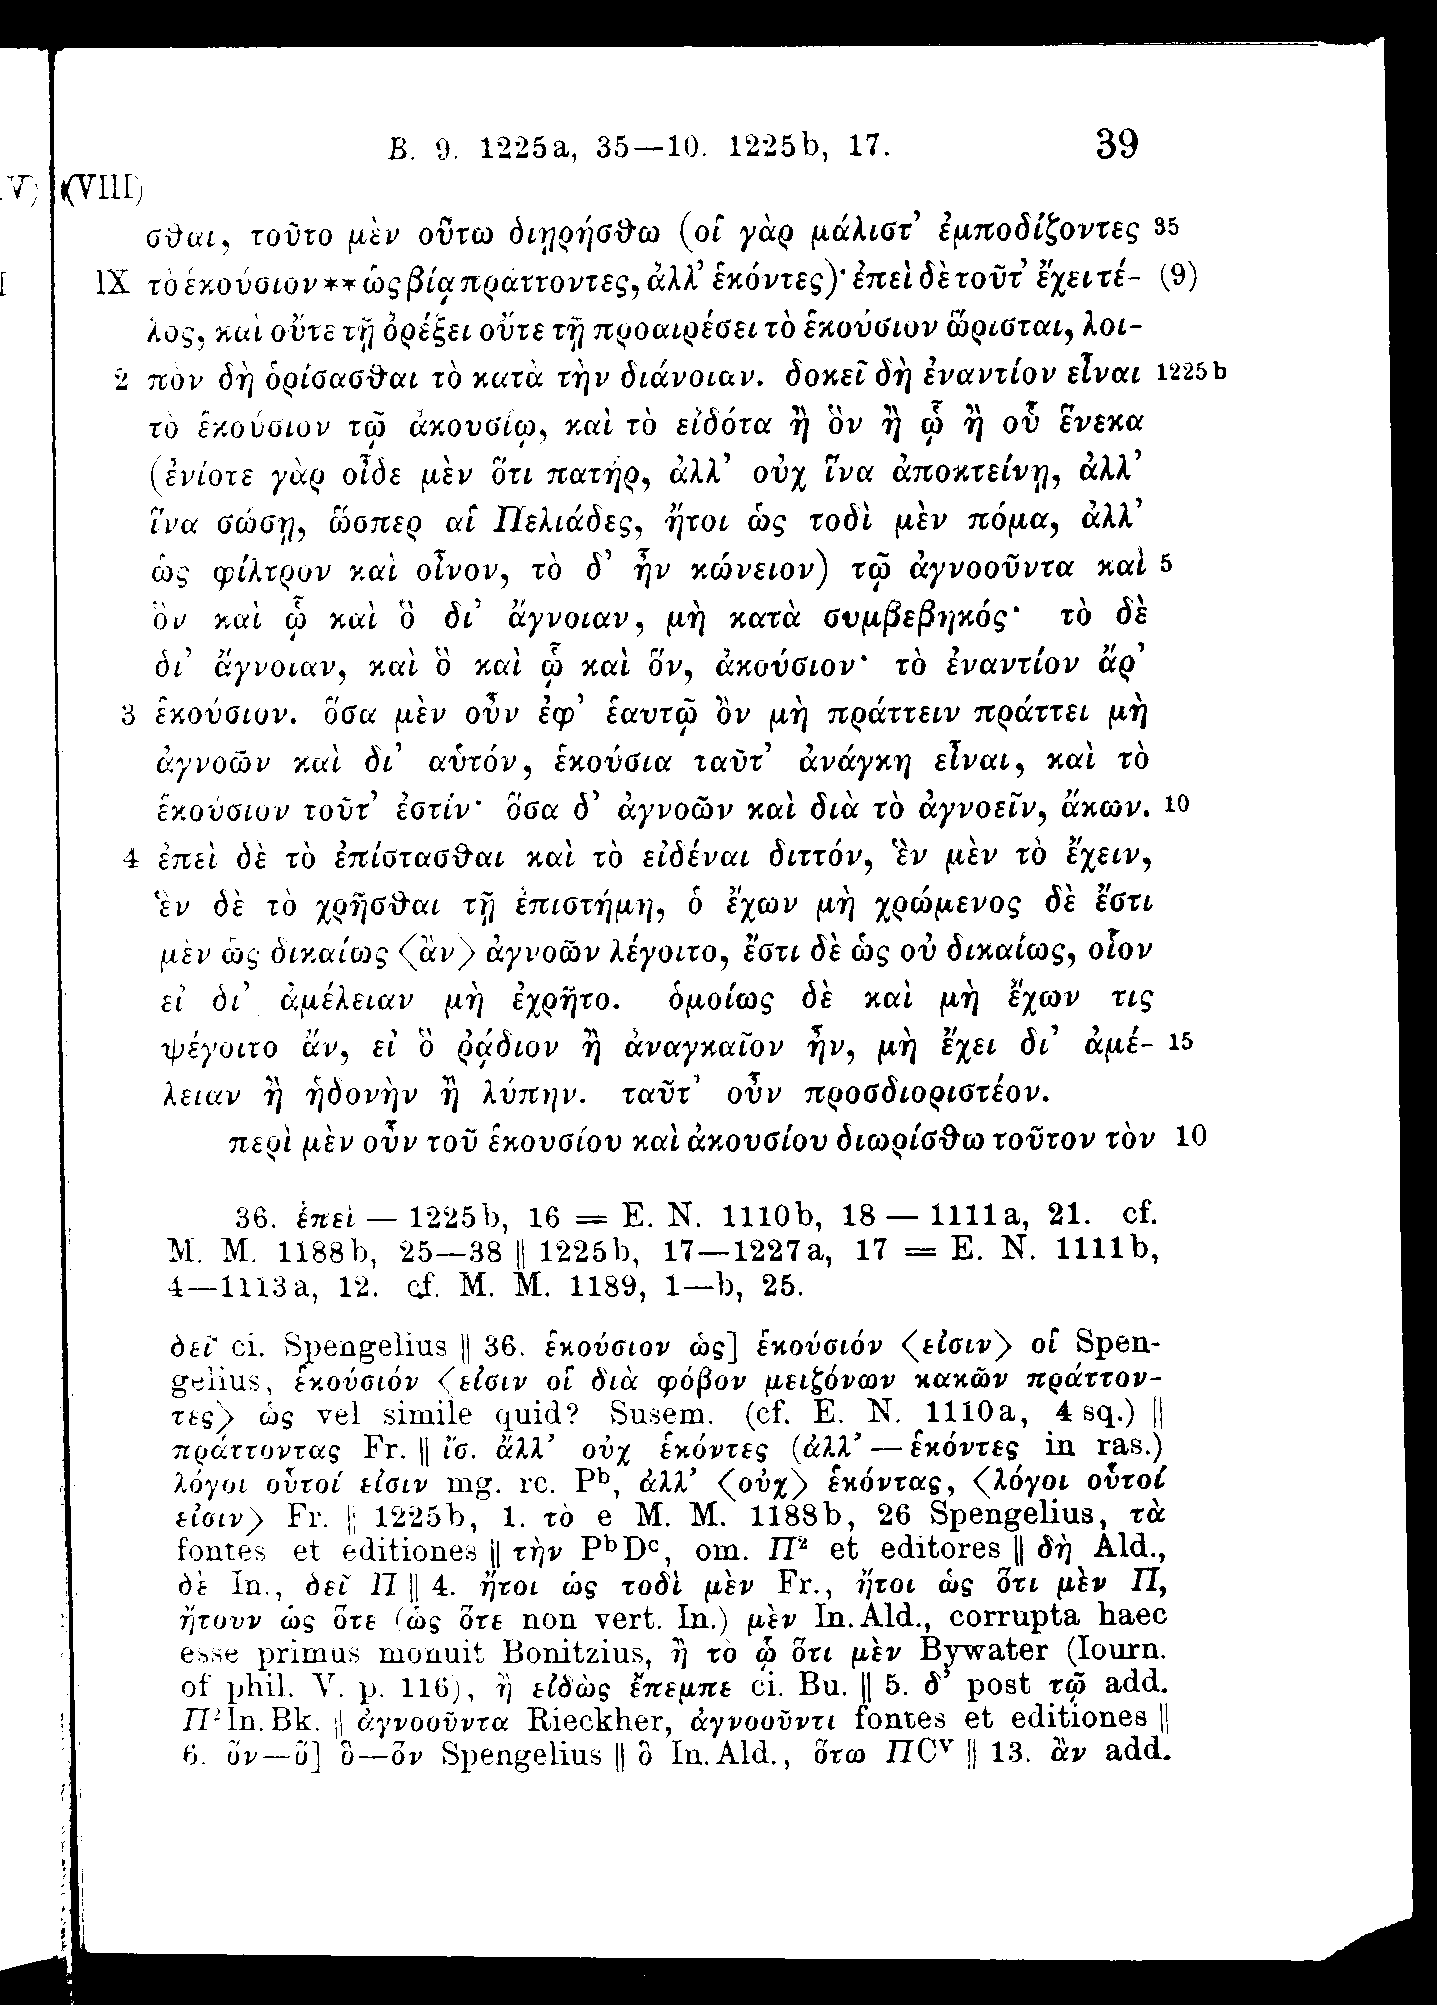 B. 9. 1225a, 35—10. 1225b, 17. 39
(VIII)
σθαι, τοῦτο μὲν οὕτω διῃρήσθω (οἳ γὰρ μάλιστ’ ἐμποδίζοντες 35
IX τὸ ἑκούσιον ** ὡς βίᾳ πράττοντες, ἀλλ’ ἑκόντες)· ἐπεὶ δὲ τοῦτ’ ἔχει τέ- (9)
λος, καὶ οὔτε τῇ ὀρέξει οὔτε τῇ προαιρέσει τὸ ἑκούσιον ὥρισται, λοι-
2 πὸν δὴ ὁρίσασθαι τὸ κατὰ τὴν διάνοιαν. δοκεῖ δὴ ἐναντίον εἶναι 1225b
τὸ ἑκούσιον τῷ ἀκουσίῳ, καὶ τὸ εἰδότα ἢ ὃν ἢ ᾧ ἢ οὗ ἕνεκα
(ἐνίοτε γὰρ οἶδε μὲν ὅτι πατήρ, ἀλλ’ οὐχ ἵνα ἀποκτείνῃ, ἀλλ’
ἵνα σώσῃ, ὥσπερ αἱ Πελιάδες, ἤτοι ὡς τοδὶ μὲν πόμα, ἀλλ’
ὡς φίλτρον καὶ οἶνον, τὸ δ’ ἦν κώνειον) τῷ ἀγνοοῦντα καὶ 5
ὃν καὶ ᾧ καὶ ὃ δι’ ἄγνοιαν, μὴ κατὰ συμβεβηκός· τὸ δὲ
δι’ ἄγνοιαν, καὶ ὃ καὶ ᾧ καὶ ὅν, ἀκούσιον· τὸ ἐναντίον ἄρ’
3 ἑκούσιον. ὅσα μὲν οὖν ἐφ’ ἑαυτῷ ὂν μὴ πράττειν πράττει μὴ
ἀγνοῶν καὶ δι’ αὑτόν, ἑκούσια ταῦτ’ ἀνάγκη εἶναι, καὶ τὸ
ἑκούσιον τοῦτ’ ἐστίν· ὅσα δ’ ἀγνοῶν καὶ διὰ τὸ ἀγνοεῖν, ἄκων. 10
4 ἐπεὶ δὲ τὸ ἐπίστασθαι καὶ τὸ εἰδέναι διττόν, ἓν μὲν τὸ ἔχειν,
ἓν δὲ τὸ χρῆσθαι τῇ ἐπιστήμῃ, ὁ ἔχων μὴ χρώμενος δὲ ἔστι
μὲν ὡς δικαίως ⟨ἂν⟩ ἀγνοῶν λέγοιτο, ἔστι δὲ ὡς οὐ δικαίως, οἷον
εἰ δι’ ἀμέλειαν μὴ ἐχρῆτο. ὁμοίως δὲ καὶ μὴ ἔχων τις
ψέγοιτο ἄν, εἰ ὃ ῥᾴδιον ἢ ἀναγκαῖον ἦν, μὴ ἔχει δι’ ἀμέ- 15
λειαν ἢ ἡδονὴν ἢ λύπην. ταῦτ’ οὖν προσδιοριστέον.
περὶ μὲν οὖν τοῦ ἑκουσίου καὶ ἀκουσίου διωρίσθω τοῦτον τὸν 10
36. ἐπεὶ — 1225b, 16 = E. N. 1110b, 18 — 1111a, 21. cf.
M. M. 1188b, 25—38 || 1225b, 17—1227a, 17 = E. N. 1111b,
4—1113a, 12. cf. M. M. 1189, 1—b, 25.
δεῖ ci. Spengelius || 36. ἑκούσιον ὡς] ἑκούσιόν ⟨εἰσιν⟩ οἳ Spen-
gelius, ἑκούσιόν ⟨εἰσιν οἱ διὰ φόβον μειζόνων κακῶν πράττον-
τες⟩ ὡς vel simile quid? Susem. (cf. E. N. 1110a, 4 sq.) ||
πράττοντας Fr. || ἴσ. ἄλλ’ οὐχ ἑκόντες (ἀλλ’ — ἑκόντες in ras.)
λόγοι οὗτοί εἰσιν mg. rc. Pᵇ, ἀλλ’ ⟨οὐχ⟩ ἑκόντας, ⟨λόγοι οὗτοί
εἰσιν⟩ Fr. || 1225b, 1. τὸ e M. M. 1188b, 26 Spengelius, τὰ
fontes et editiones || τὴν PᵇDᶜ, om. Π² et editores || δὴ Ald.,
δὲ In., δεῖ Π || 4. ἤτοι ὡς τοδὶ μὲν Fr., ἤτοι ὡς ὅτι μὲν Π,
ἤτουν ὡς ὅτε (ὡς ὅτε non vert. In.) μὲν In. Ald., corrupta haec
esse primus monuit Bonitzius, ἢ τὸ ᾧ ὅτι μὲν Bywater (Iourn.
of phil. V. p. 116), ἢ εἰδὼς ἔπεμπε ci. Bu. || 5. δ’ post τῷ add.
Π² In. Bk. || ἀγνοοῦντα Rieckher, ἀγνοοῦντι fontes et editiones ||
6. ὃν—ὃ] ὃ—ὃν Spengelius || ὃ In. Ald., ὅτω ΠCᵛ || 13. ἂν add.